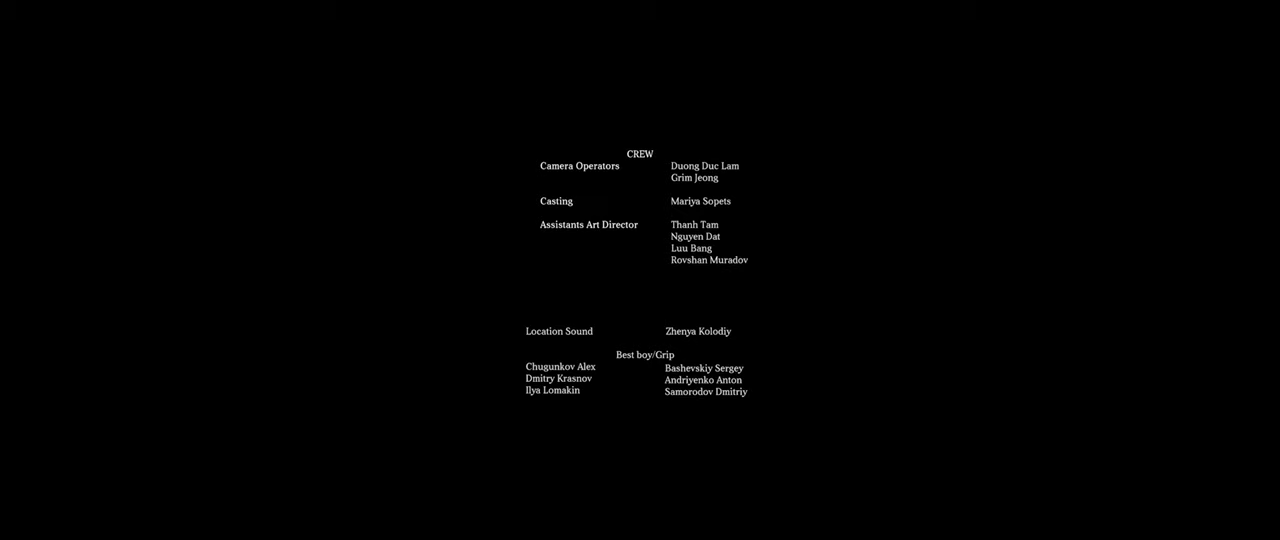 CREW
Camera Operators Duong Duc Lam
Grim Jeong
Casting Mariya Sopets
Assistants Art Director Thanh Tam
Nguyen Dat
Luu Bang
Rovshan Muradov
Location Sound Zhenya Kolodiy
Best boy/Grip
Chugunkov Alex Bashevskiy Sergey
Dmitry Krasnov Andriyenko Anton
Ilya Lomakin Samorodov Dmitriy